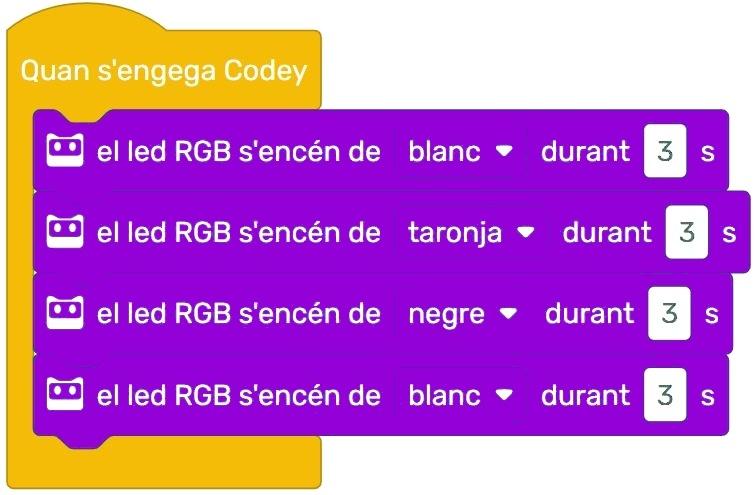 Quan s'engega Codey
el led RGB s'encén de blanc durant 3 s
el led RGB s'encén de taronja durant 3 s
el led RGB s'encén de negre durant 3 s
el led RGB s'encén de blanc durant 3 s